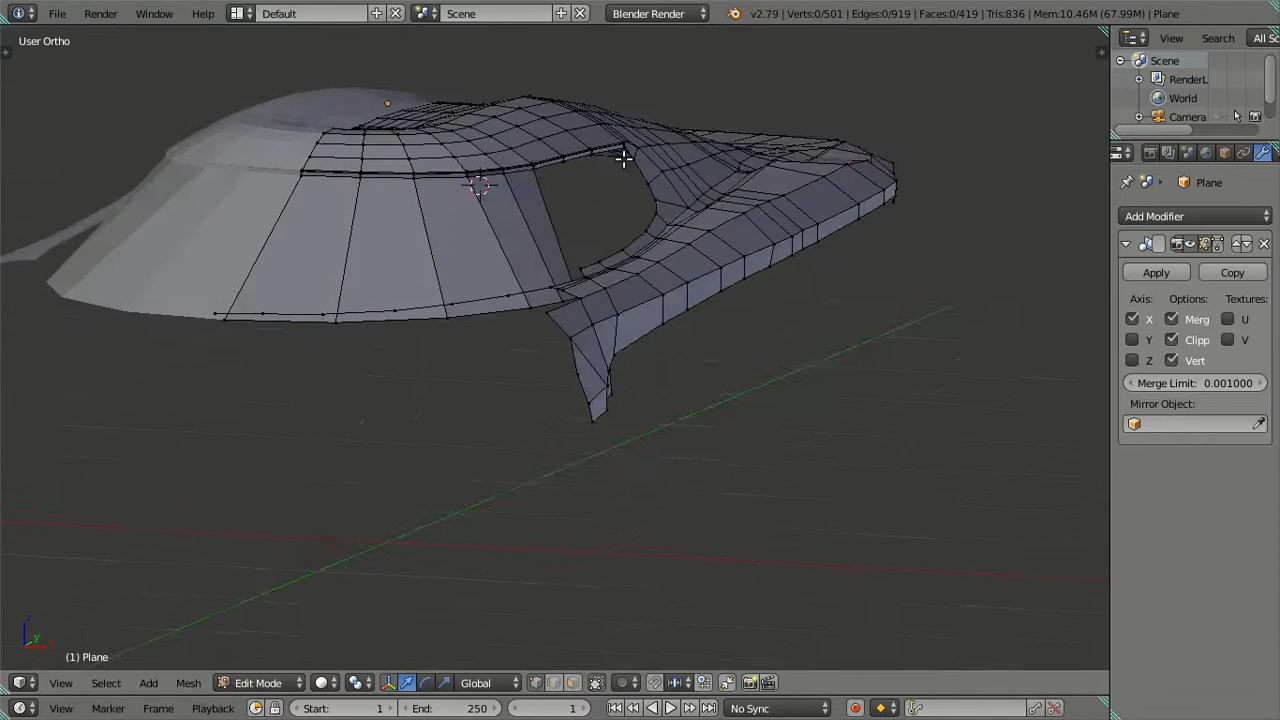 File Render Window Help Default Scene Blender Render v2.79 | Verts:0/501 | Edges:0/919 | Faces:0/419 | Tris:836 | Mem:10.46M (67.99M) | Plane
User Ortho
View Search All Sc
Scene
RenderL
World
Camera
Plane
Add Modifier
Apply Copy
Axis: Options: Textures:
X Merg U
Y Clipp V
Z Vert
Merge Limit: 0.001000
Mirror Object:
z
y
x
(1) Plane
View Select Add Mesh Edit Mode Global
View Marker Frame Playback Start: 1 End: 250 1 No Sync